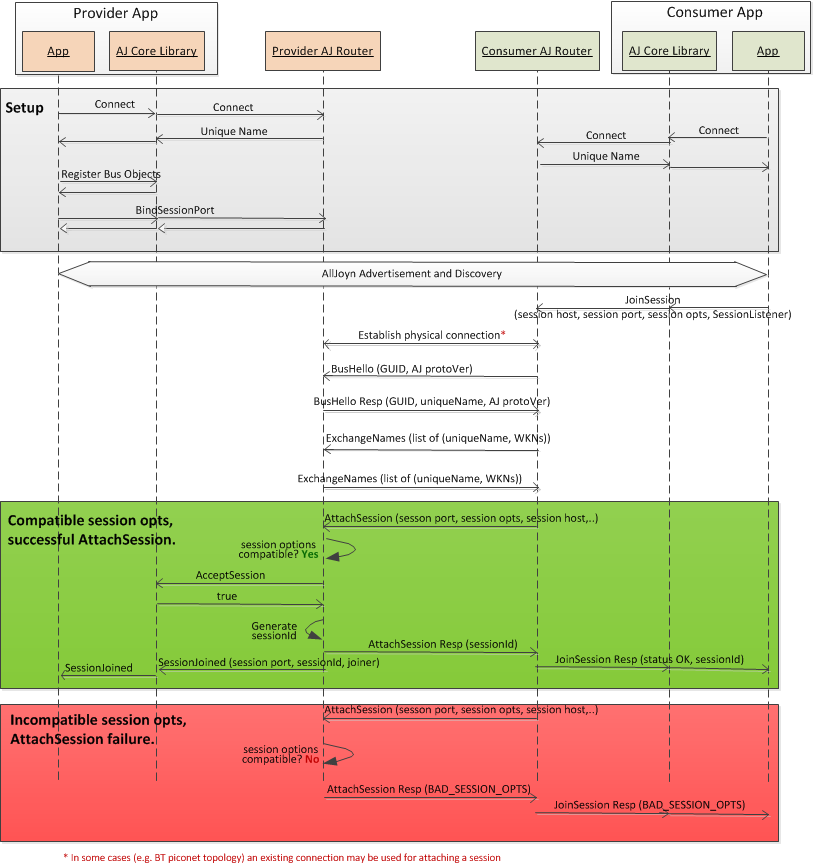 Provider App
Consumer App
App
AJ Core Library
Provider AJ Router
Consumer AJ Router
AJ Core Library
App
Setup
Connect
Connect
Unique Name
Connect
Connect
Unique Name
Register Bus Objects
BindSessionPort
AllJoyn Advertisement and Discovery
JoinSession
(session host, session port, session opts, SessionListener)
Establish physical connection*
BusHello (GUID, AJ protoVer)
BusHello Resp (GUID, uniqueName, AJ protoVer)
ExchangeNames (list of (uniqueName, WKNs))
ExchangeNames (list of (uniqueName, WKNs))
Compatible session opts,
successful AttachSession.
AttachSession (sesson port, session opts, session host,..)
session options
compatible? Yes
AcceptSession
true
Generate
sessionId
AttachSession Resp (sessionId)
JoinSession Resp (status OK, sessionId)
SessionJoined (session port, sessionId, joiner)
SessionJoined
Incompatible session opts,
AttachSession failure.
AttachSession (sesson port, session opts, session host,..)
session options
compatible? No
AttachSession Resp (BAD_SESSION_OPTS)
JoinSession Resp (BAD_SESSION_OPTS)
* In some cases (e.g. BT piconet topology) an existing connection may be used for attaching a session